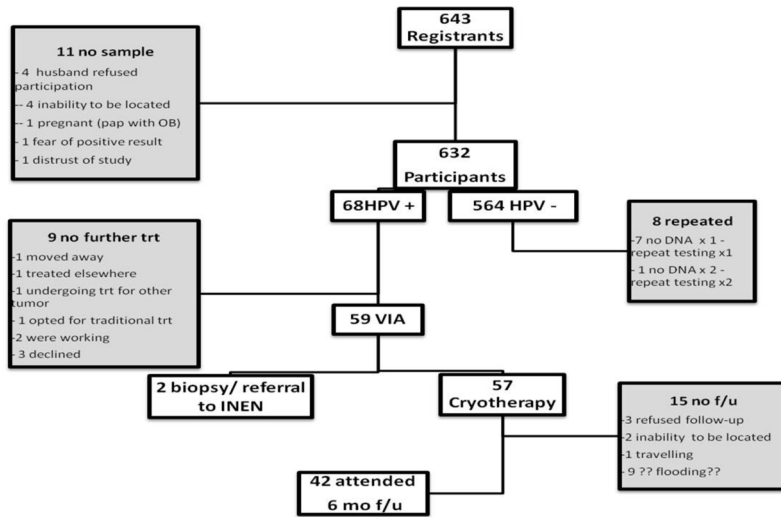 643
Registrants
11 no sample
- 4 husband refused
participation
-- 4 inability to be located
-- 1 pregnant (pap with OB)
- 1 fear of positive result
- 1 distrust of study
632
Participants
68HPV +
564 HPV -
8 repeated
-7 no DNA x 1 -
repeat testing x1
- 1 no DNA x 2 -
repeat testing x2
9 no further trt
-1 moved away
-1 treated elsewhere
-1 undergoing trt for other
tumor
- 1 opted for traditional trt
-2 were working
- 3 declined
59 VIA
2 biopsy/ referral
to INEN
57
Cryotherapy
15 no f/u
-3 refused follow-up
-2 inability to be located
-1 travelling
- 9 ?? flooding??
42 attended
6 mo f/u